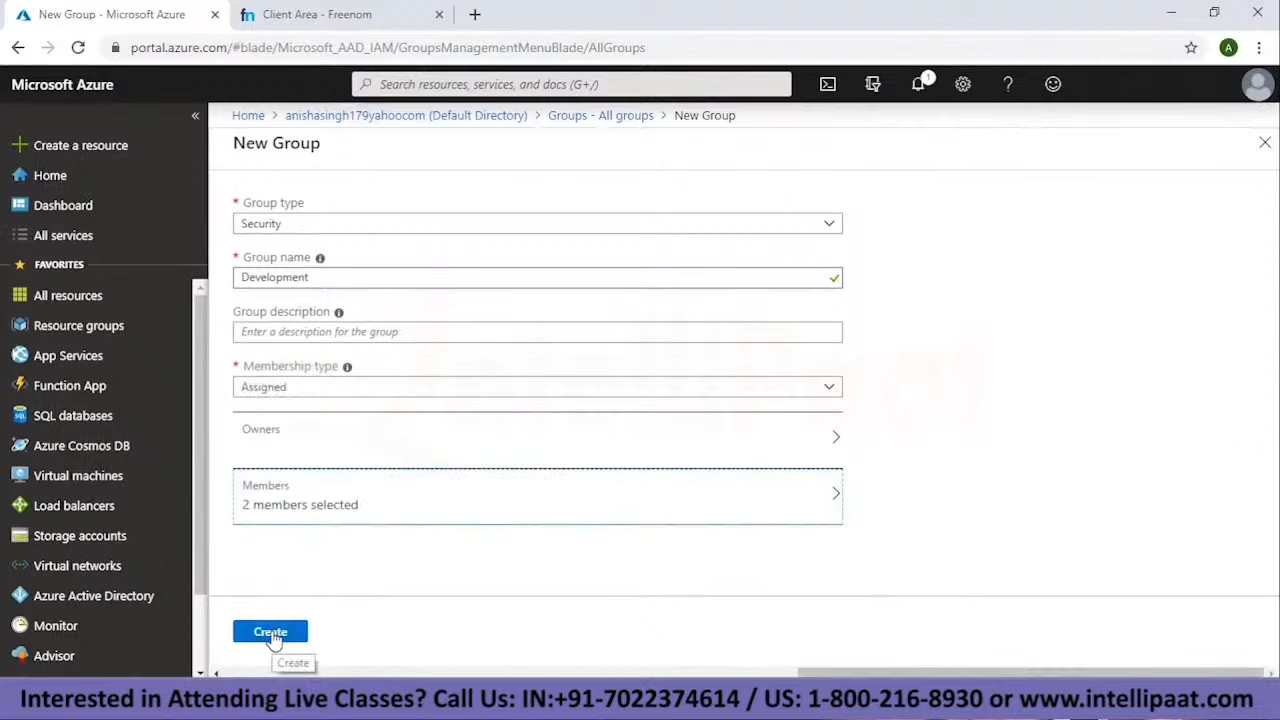 New Group - Microsoft Azure
Client Area - Freenom
portal.azure.com/#blade/Microsoft_AAD_IAM/GroupsManagementMenuBlade/AllGroups
A
Microsoft Azure
Search resources, services, and docs (G+/)
1
Home > anishasingh179yahoocom (Default Directory) > Groups - All groups > New Group
New Group
Create a resource
Home
Dashboard
All services
FAVORITES
All resources
Resource groups
App Services
Function App
SQL databases
Azure Cosmos DB
Virtual machines
Load balancers
Storage accounts
Virtual networks
Azure Active Directory
Monitor
Advisor
* Group type
Security
* Group name
Development
Group description
Enter a description for the group
* Membership type
Assigned
Owners
Members
2 members selected
Create
Create
Interested in Attending Live Classes? Call Us: IN:+91-7022374614 / US: 1-800-216-8930 or www.intellipaat.com